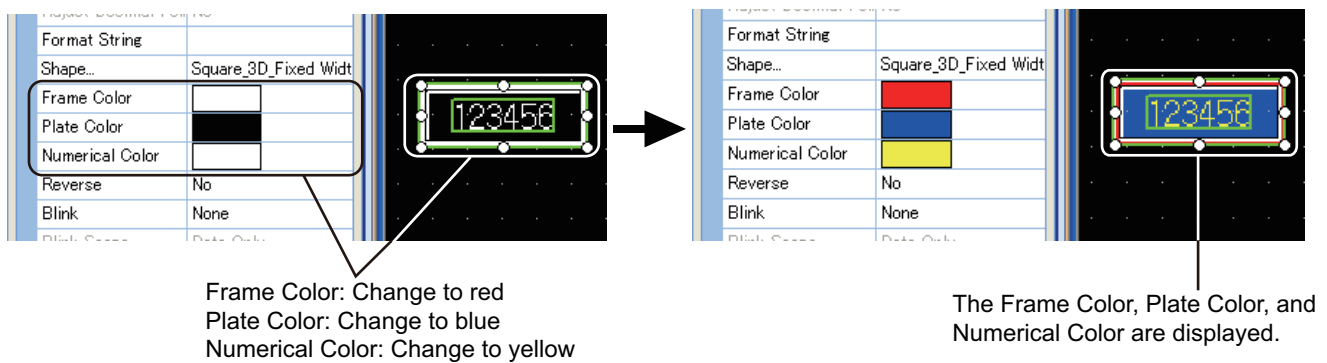 Format String
Shape... Square_3D_Fixed Widt
Frame Color
Plate Color
Numerical Color
Reverse No
Blink None
123456
Frame Color: Change to red
Plate Color: Change to blue
Numerical Color: Change to yellow
Format String
Shape... Square_3D_Fixed Widt
Frame Color
Plate Color
Numerical Color
Reverse No
Blink None
123456
The Frame Color, Plate Color, and
Numerical Color are displayed.